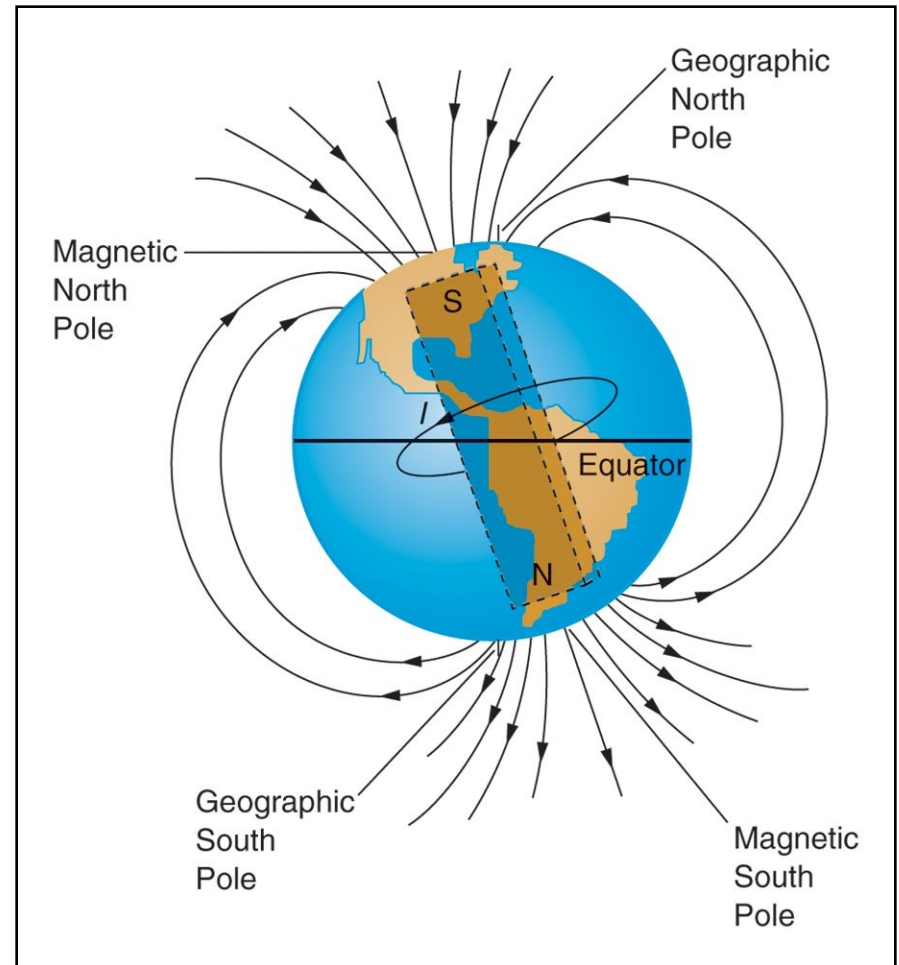 Geographic
North
Pole
Magnetic
North
Pole
S
I
Equator
N
Geographic
South
Pole
Magnetic
South
Pole